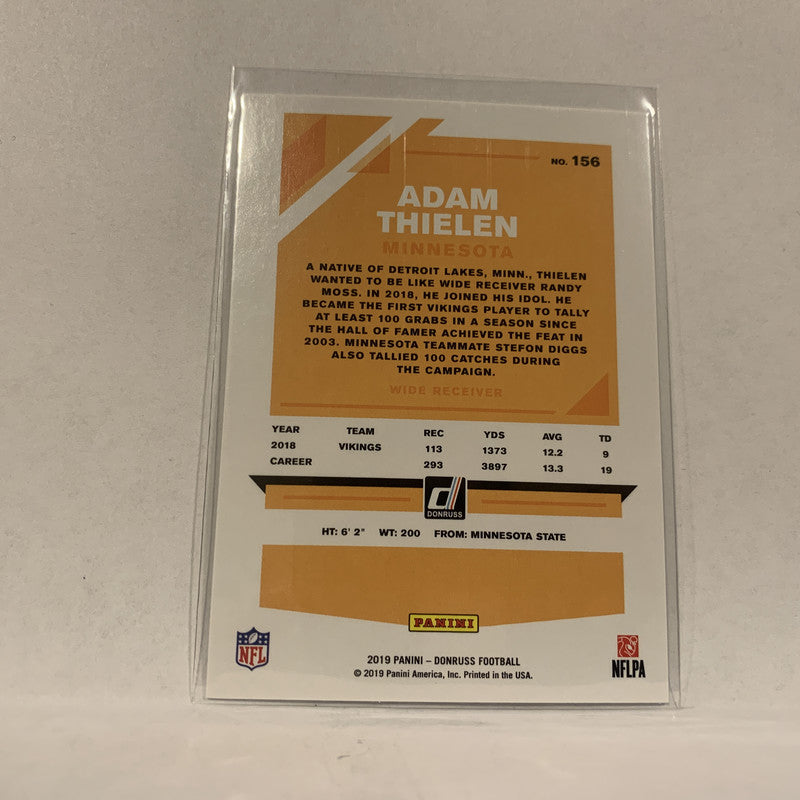 NO. 156
ADAM
THIELEN
MINNESOTA
A NATIVE OF DETROIT LAKES, MINN., THIELEN
WANTED TO BE LIKE WIDE RECEIVER RANDY
MOSS. IN 2018, HE JOINED HIS IDOL. HE
BECAME THE FIRST VIKINGS PLAYER TO TALLY
AT LEAST 100 GRABS IN A SEASON SINCE
THE HALL OF FAMER ACHIEVED THE FEAT IN
2003. MINNESOTA TEAMMATE STEFON DIGGS
ALSO TALLIED 100 CATCHES DURING
THE CAMPAIGN.
WIDE RECEIVER
YEAR TEAM REC YDS AVG TD
2018 VIKINGS 113 1373 12.2 9
CAREER 293 3897 13.3 19
d
DONRUSS
HT: 6' 2" WT: 200 FROM: MINNESOTA STATE
PANINI
NFL
2019 PANINI – DONRUSS FOOTBALL
© 2019 Panini America, Inc. Printed in the USA.
NFLPA